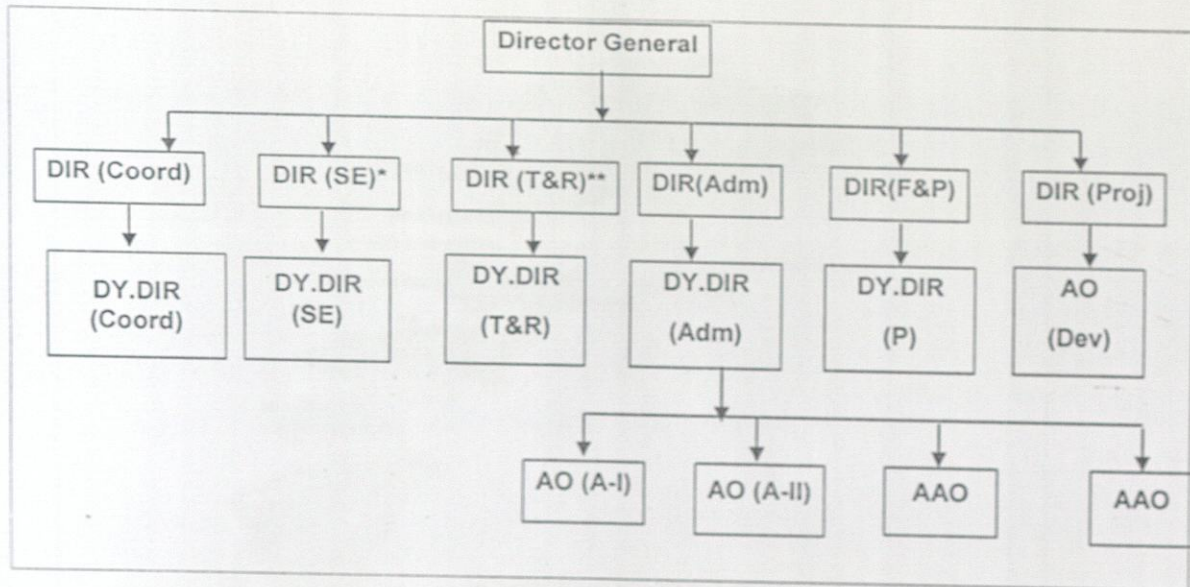 Director General
DIR (Coord)
DIR (SE)*
DIR (T&R)**
DIR(Adm)
DIR(F&P)
DIR (Proj)
DY.DIR
(Coord)
DY.DIR
(SE)
DY.DIR
(T&R)
DY.DIR
(Adm)
DY.DIR
(P)
AO
(Dev)
AO (A-I)
AO (A-II)
AAO
AAO